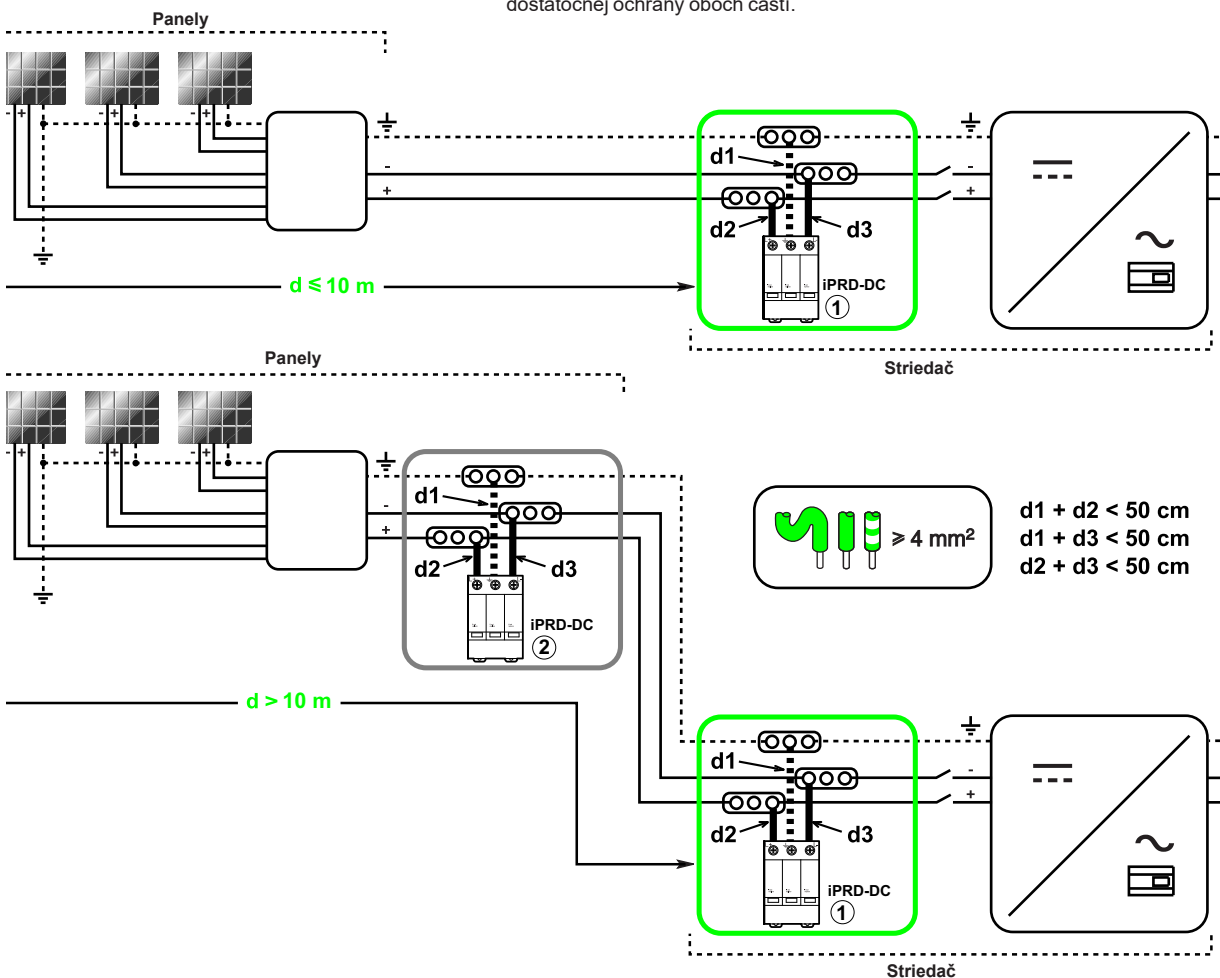 dostatočnej ochrany oboch častí.
Panely
- +
- +
- +
-
+
d1
d2
d3
iPRD-DC
1
-
+
d ≤ 10 m
Striedač
Panely
- +
- +
- +
-
+
d1
d2
d3
iPRD-DC
2
≥ 4 mm²
d1 + d2 < 50 cm
d1 + d3 < 50 cm
d2 + d3 < 50 cm
d > 10 m
d1
d2
d3
iPRD-DC
1
-
+
Striedač